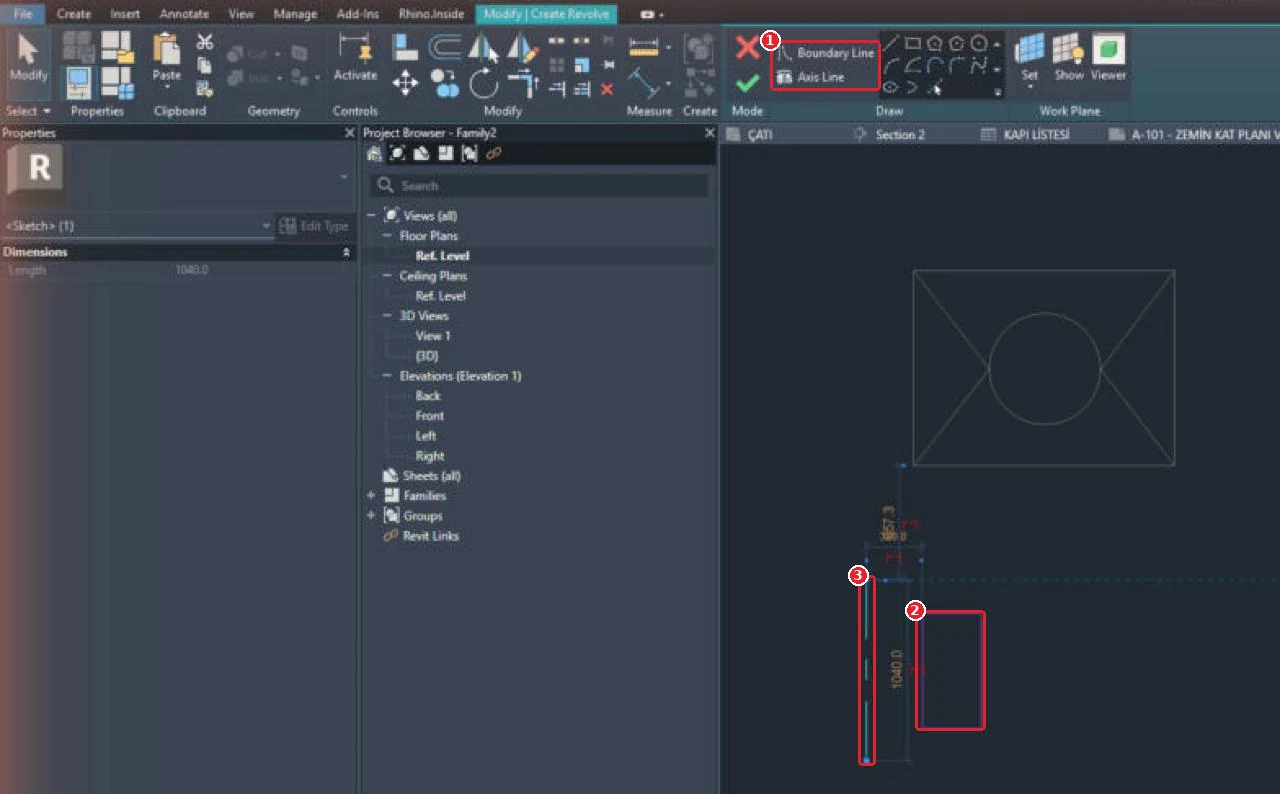 File Create Insert Annotate View Manage Add-Ins Rhino.Inside Modify | Create Revolve
Modify Paste Activate
Select Properties Clipboard Geometry Controls Modify Measure Create
1
Boundary Line
Axis Line
Mode Draw
Set Show Viewer
Work Plane
Properties
R
<Sketch> (1) Edit Type
Dimensions
Length 1040.0
Project Browser - Family2
Search
Views (all)
Floor Plans
Ref. Level
Ceiling Plans
Ref. Level
3D Views
View 1
{3D}
Elevations (Elevation 1)
Back
Front
Left
Right
Sheets (all)
Families
Groups
Revit Links
ÇATI Section 2 KAPI LİSTESİ A-101 - ZEMİN KAT PLANI V
3
2
1040.0